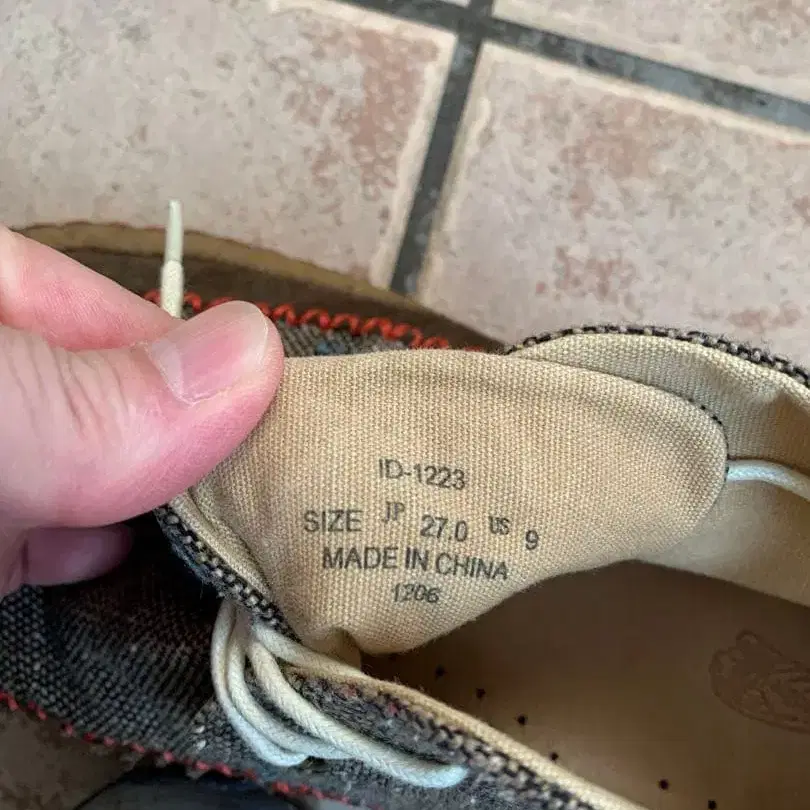 ID-1223
SIZE JP 27.0 US 9
MADE IN CHINA
1206